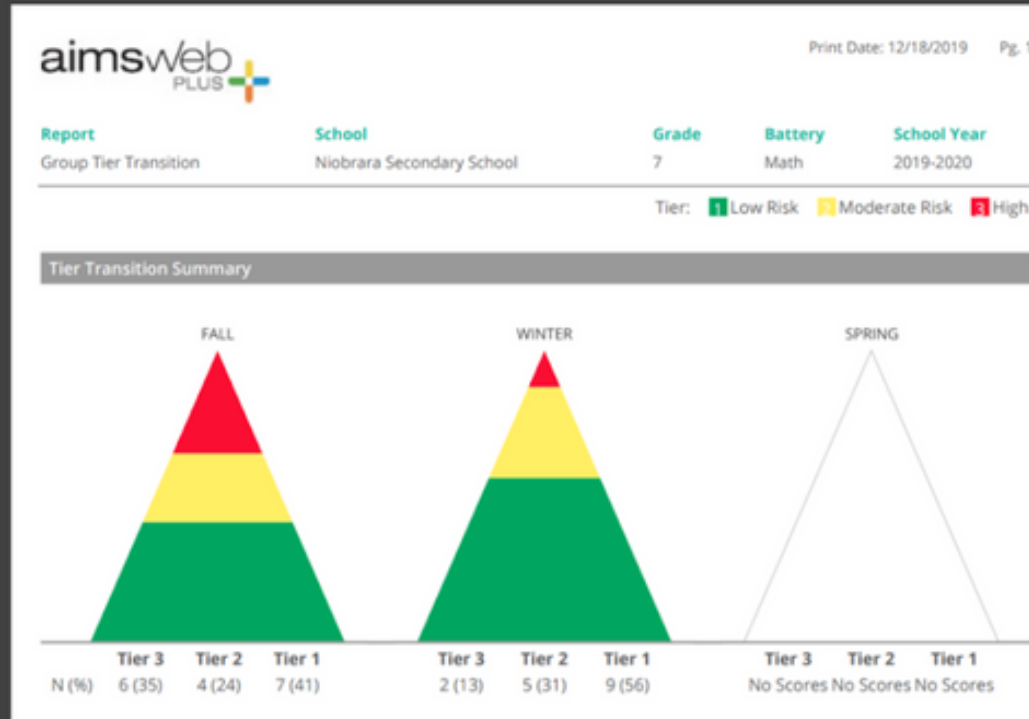 aimsweb
PLUS
Print Date: 12/18/2019 Pg. 1
Report School Grade Battery School Year
Group Tier Transition Niobrara Secondary School 7 Math 2019-2020
Tier: 1 Low Risk 2 Moderate Risk 3 High
Tier Transition Summary
FALL WINTER SPRING
Tier 3 Tier 2 Tier 1 Tier 3 Tier 2 Tier 1 Tier 3 Tier 2 Tier 1
N (%) 6 (35) 4 (24) 7 (41) 2 (13) 5 (31) 9 (56) No Scores No Scores No Scores